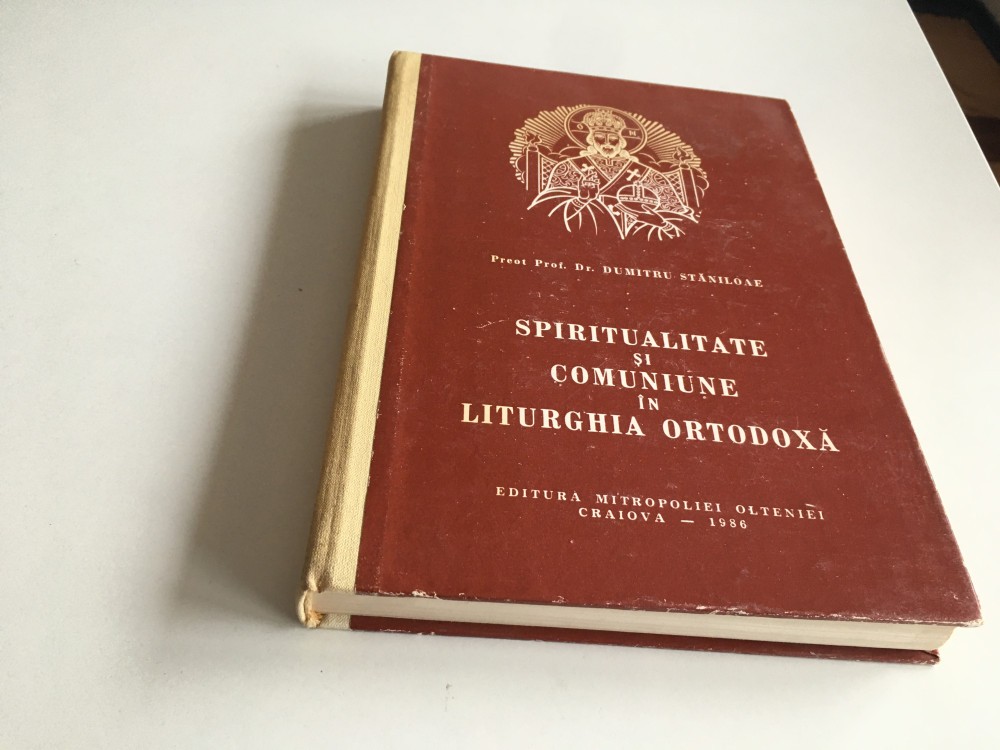 O N
Preot Prof. Dr. DUMITRU STĂNILOAE
SPIRITUALITATE
ŞI
COMUNIUNE
ÎN
LITURGHIA ORTODOXĂ
EDITURA MITROPOLIEI OLTENIEI
CRAIOVA — 1986